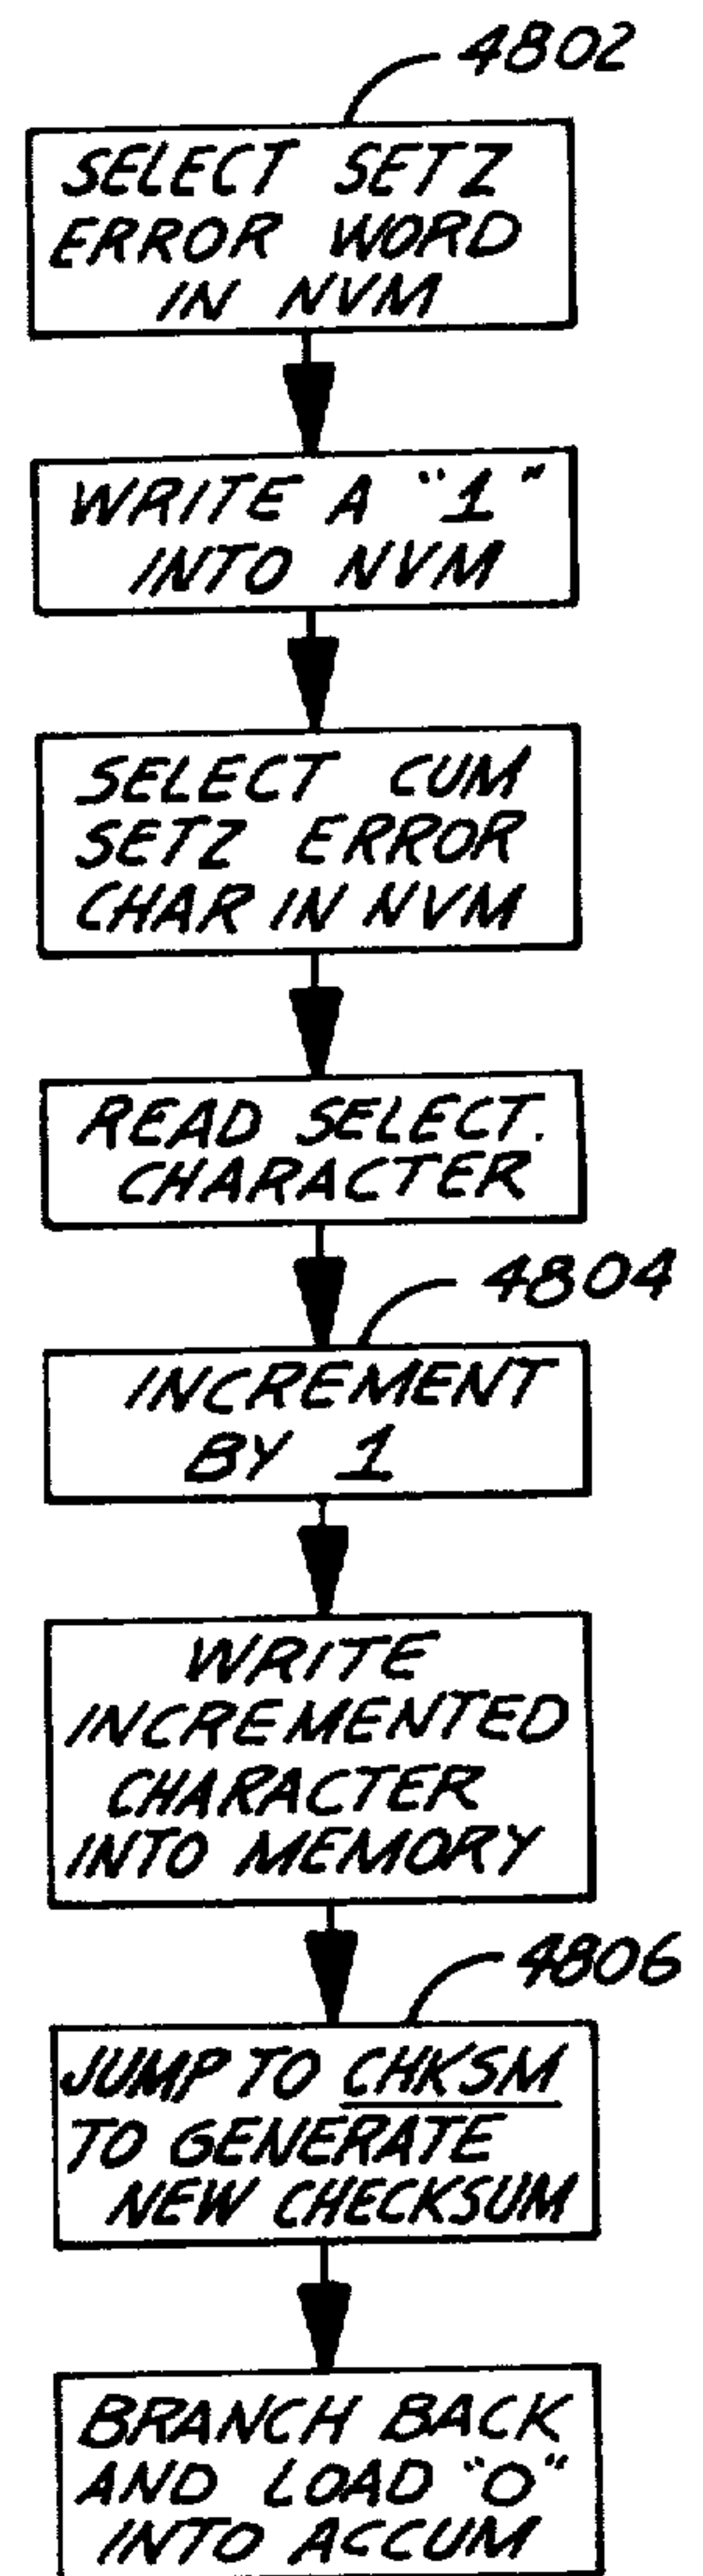 4802
SELECT SETZ
ERROR WORD
IN NVM
WRITE A "1"
INTO NVM
SELECT CUM
SETZ ERROR
CHAR IN NVM
READ SELECT.
CHARACTER
4804
INCREMENT
BY 1
WRITE
INCREMENTED
CHARACTER
INTO MEMORY
4806
JUMP TO CHKSM
TO GENERATE
NEW CHECKSUM
BRANCH BACK
AND LOAD "O"
INTO ACCUM